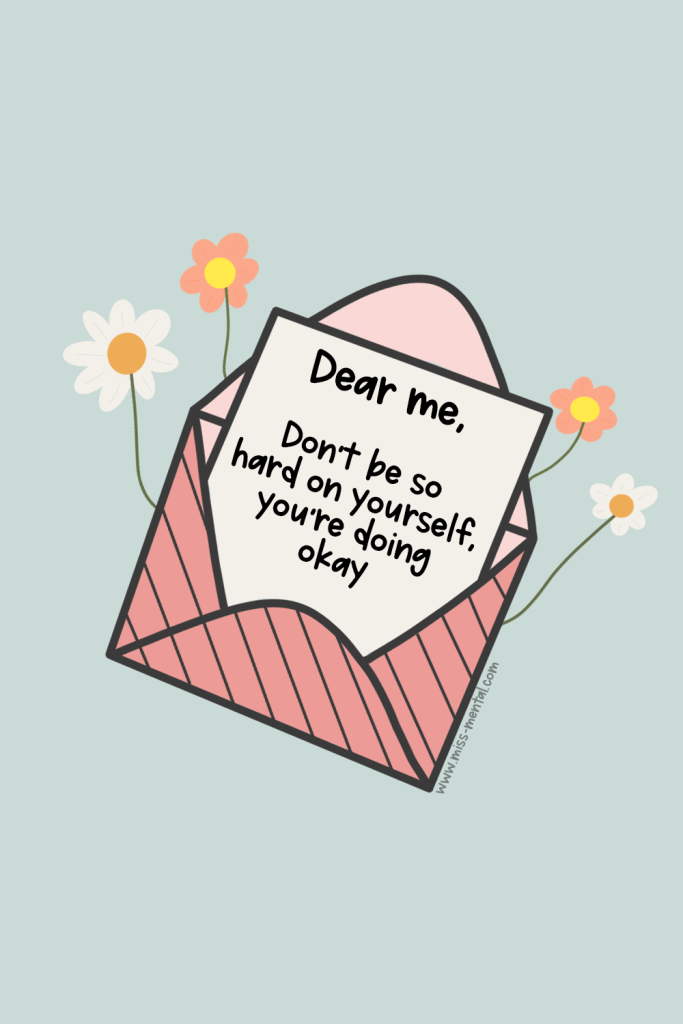 Dear me,
Don't be so
hard on yourself,
you're doing
okay
www.miss-mental.com